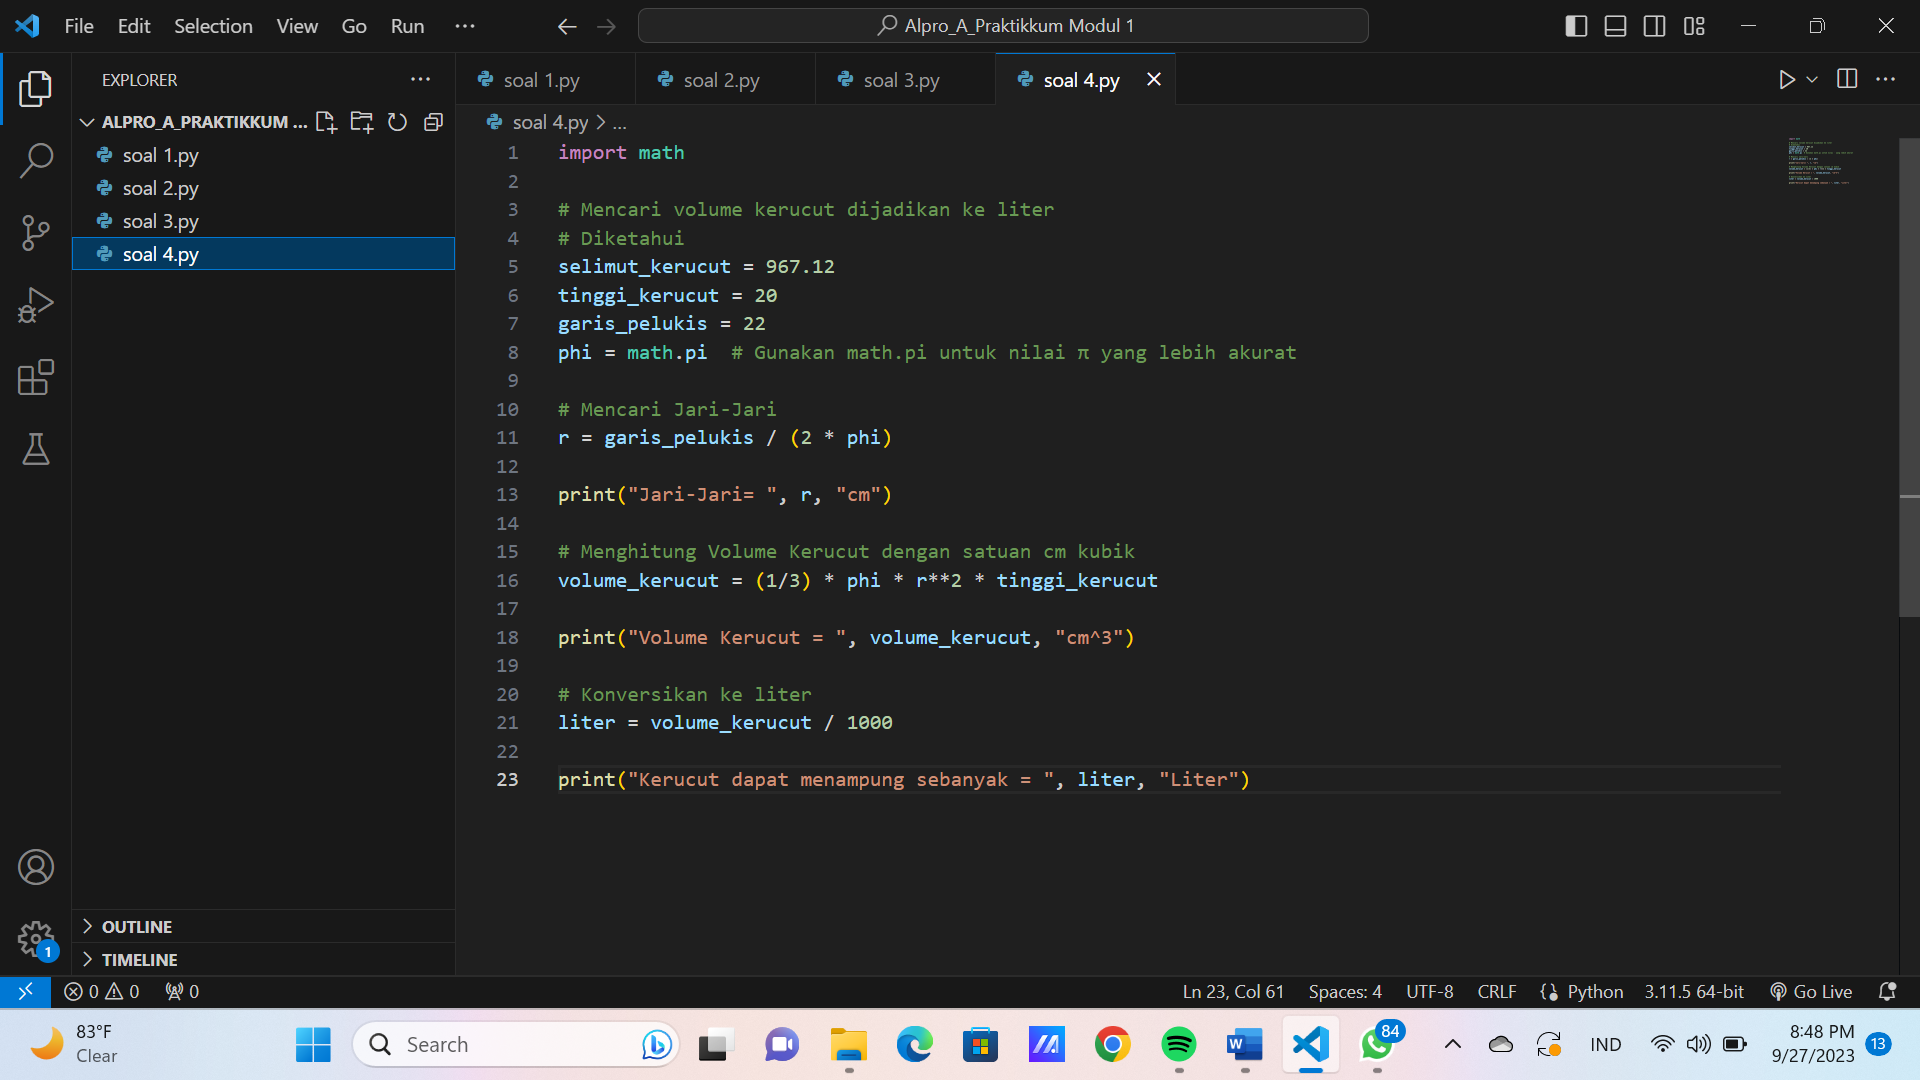 File Edit Selection View Go Run ...
Alpro_A_Praktikkum Modul 1
EXPLORER ...
soal 1.py soal 2.py soal 3.py soal 4.py
ALPRO_A_PRAKTIKKUM ...
soal 1.py
soal 2.py
soal 3.py
soal 4.py
OUTLINE
TIMELINE
1
soal 4.py > ...
1 import math
2
3 # Mencari volume kerucut dijadikan ke liter
4 # Diketahui
5 selimut_kerucut = 967.12
6 tinggi_kerucut = 20
7 garis_pelukis = 22
8 phi = math.pi  # Gunakan math.pi untuk nilai π yang lebih akurat
9
10 # Mencari Jari-Jari
11 r = garis_pelukis / (2 * phi)
12
13 print("Jari-Jari= ", r, "cm")
14
15 # Menghitung Volume Kerucut dengan satuan cm kubik
16 volume_kerucut = (1/3) * phi * r**2 * tinggi_kerucut
17
18 print("Volume Kerucut = ", volume_kerucut, "cm^3")
19
20 # Konversikan ke liter
21 liter = volume_kerucut / 1000
22
23 print("Kerucut dapat menampung sebanyak = ", liter, "Liter")
0 0 0 Ln 23, Col 61 Spaces: 4 UTF-8 CRLF Python 3.11.5 64-bit Go Live
83°F
Clear
Search
84
IND
8:48 PM
9/27/2023
13